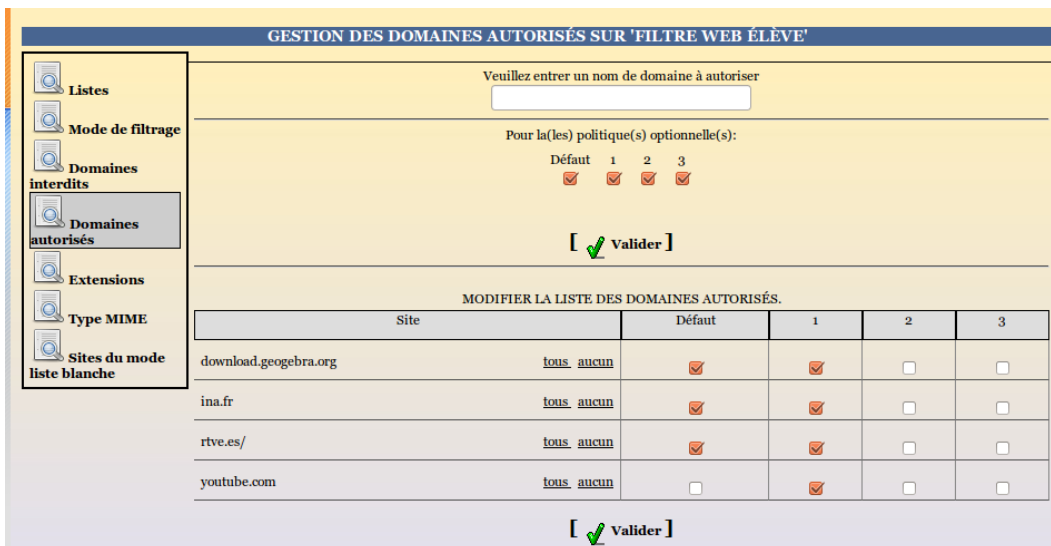 GESTION DES DOMAINES AUTORISÉS SUR 'FILTRE WEB ÉLÈVE'
Listes
Mode de filtrage
Domaines
interdits
Domaines
autorisés
Extensions
Type MIME
Sites du mode
liste blanche
Veuillez entrer un nom de domaine à autoriser
Pour la(les) politique(s) optionnelle(s):
Défaut 1 2 3
[ Valider ]
MODIFIER LA LISTE DES DOMAINES AUTORISÉS.
Site Défaut 1 2 3
download.geogebra.org tous aucun
ina.fr tous aucun
rtve.es/ tous aucun
youtube.com tous aucun
[ Valider ]